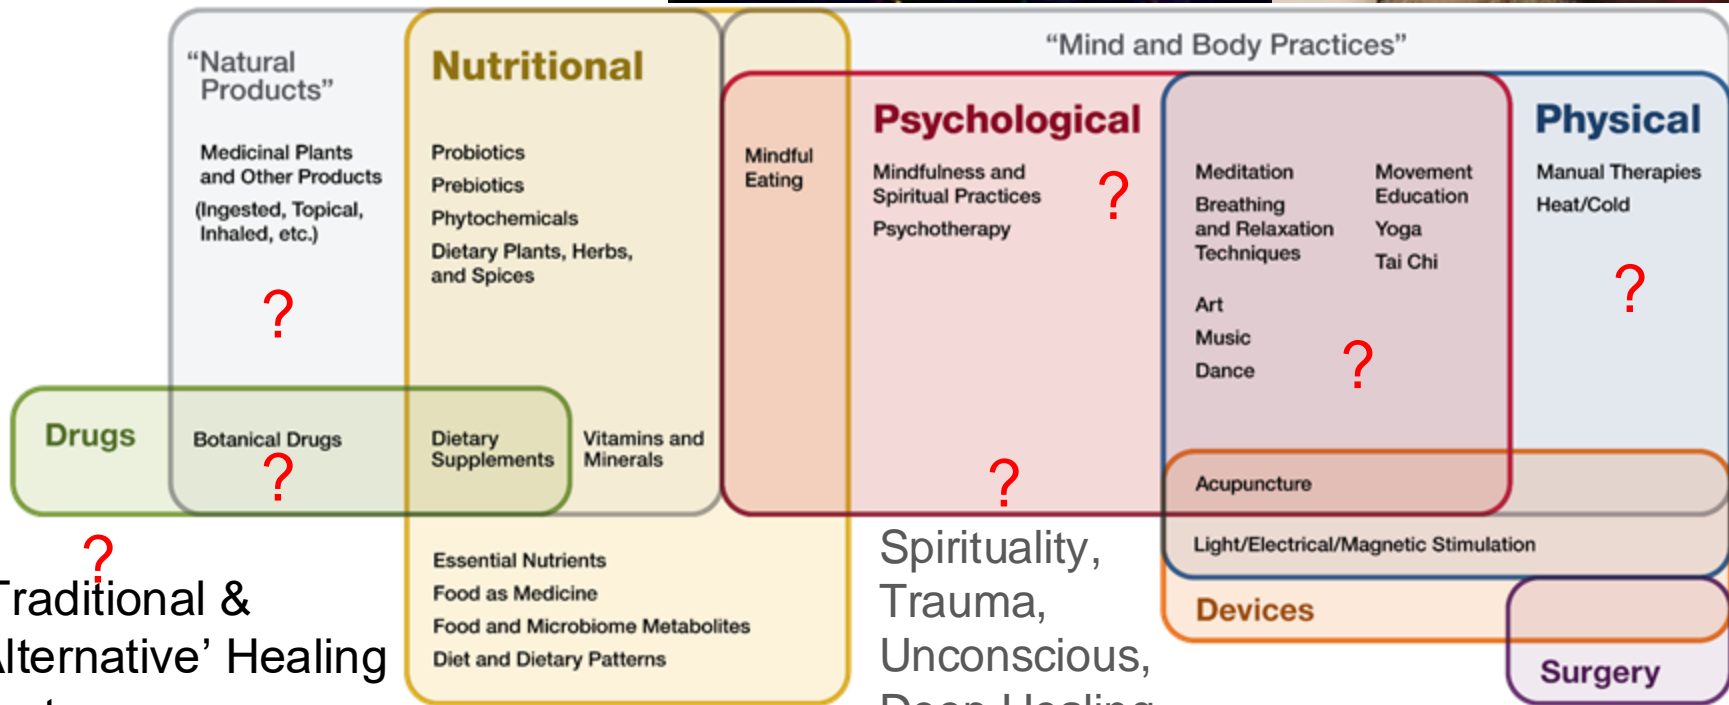 “Natural
Products”
Medicinal Plants
and Other Products
(Ingested, Topical,
Inhaled, etc.)
?
Nutritional
Probiotics
Prebiotics
Phytochemicals
Dietary Plants, Herbs,
and Spices
Mindful
Eating
“Mind and Body Practices”
Psychological
Mindfulness and
Spiritual Practices
Psychotherapy
?
?
Meditation
Breathing
and Relaxation
Techniques
Art
Music
Dance
Movement
Education
Yoga
Tai Chi
?
Physical
Manual Therapies
Heat/Cold
?
Drugs
Botanical Drugs
?
Dietary
Supplements
Vitamins and
Minerals
Essential Nutrients
Food as Medicine
Food and Microbiome Metabolites
Diet and Dietary Patterns
Acupuncture
Light/Electrical/Magnetic Stimulation
Devices
Surgery
?
Traditional &
Alternative’ Healing
Spirituality,
Trauma,
Unconscious,
Deep Healing